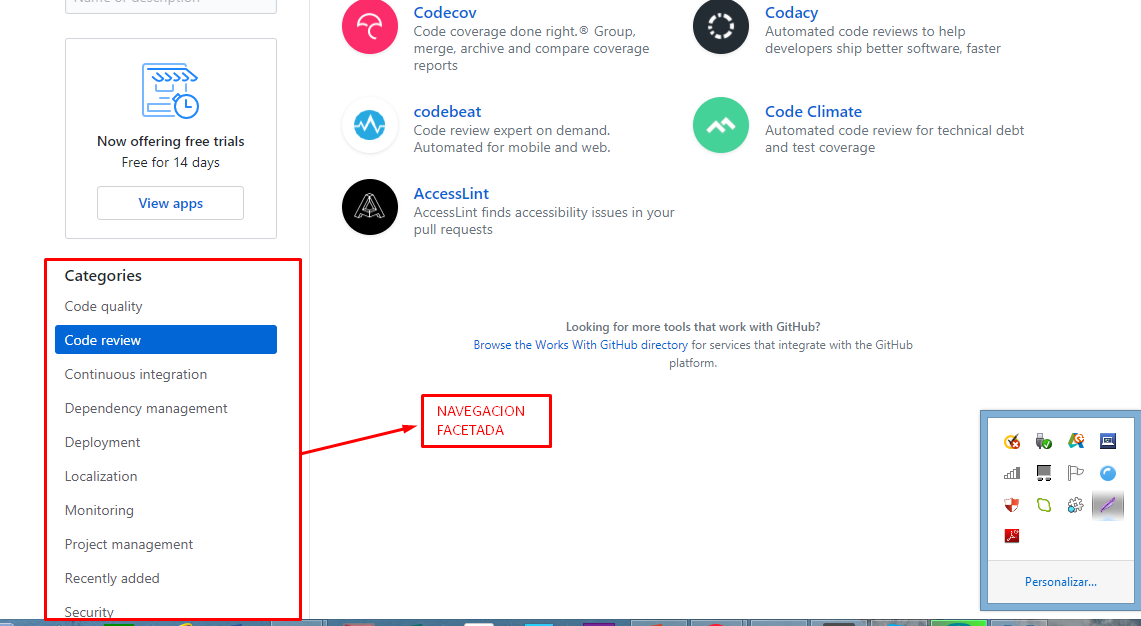 Name or description
Now offering free trials
Free for 14 days
View apps
Categories
Code quality
Code review
Continuous integration
Dependency management
Deployment
Localization
Monitoring
Project management
Recently added
Security
Codecov
Code coverage done right.® Group,
merge, archive and compare coverage
reports
Codacy
Automated code reviews to help
developers ship better software, faster
codebeat
Code review expert on demand.
Automated for mobile and web.
Code Climate
Automated code review for technical debt
and test coverage
AccessLint
AccessLint finds accessibility issues in your
pull requests
Looking for more tools that work with GitHub?
Browse the Works With GitHub directory for services that integrate with the GitHub
platform.
NAVEGACION
FACETADA
Personalizar...